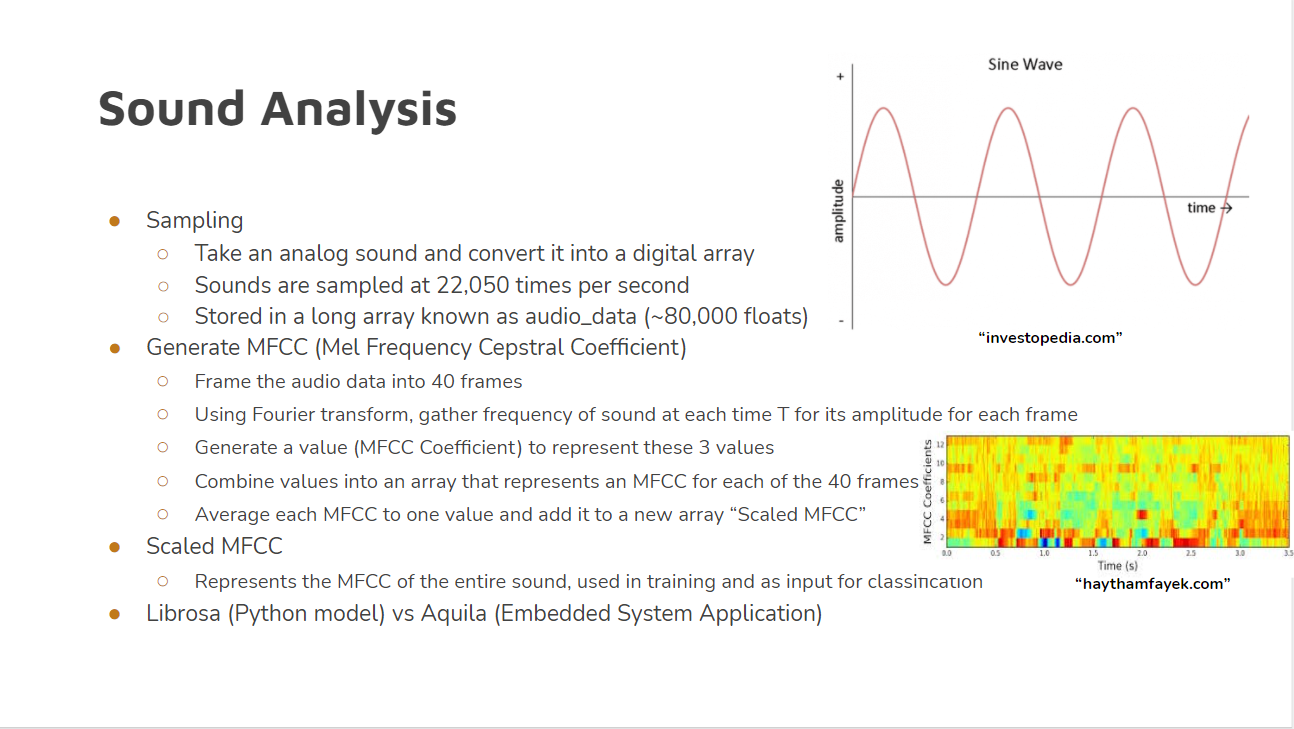 Sound Analysis
● Sampling
○ Take an analog sound and convert it into a digital array
○ Sounds are sampled at 22,050 times per second
○ Stored in a long array known as audio_data (~80,000 floats)
● Generate MFCC (Mel Frequency Cepstral Coefficient)
○ Frame the audio data into 40 frames
○ Using Fourier transform, gather frequency of sound at each time T for its amplitude for each frame
○ Generate a value (MFCC Coefficient) to represent these 3 values
○ Combine values into an array that represents an MFCC for each of the 40 frames
○ Average each MFCC to one value and add it to a new array “Scaled MFCC”
● Scaled MFCC
○ Represents the MFCC of the entire sound, used in training and as input for classification
● Librosa (Python model) vs Aquila (Embedded System Application)
Sine Wave
+
amplitude
time →
-
“investopedia.com”
MFCC Coefficients
12
10
8
6
4
2
0.0 0.5 1.0 1.5 2.0 2.5 3.0 3.5
Time (s)
“haythamfayek.com”